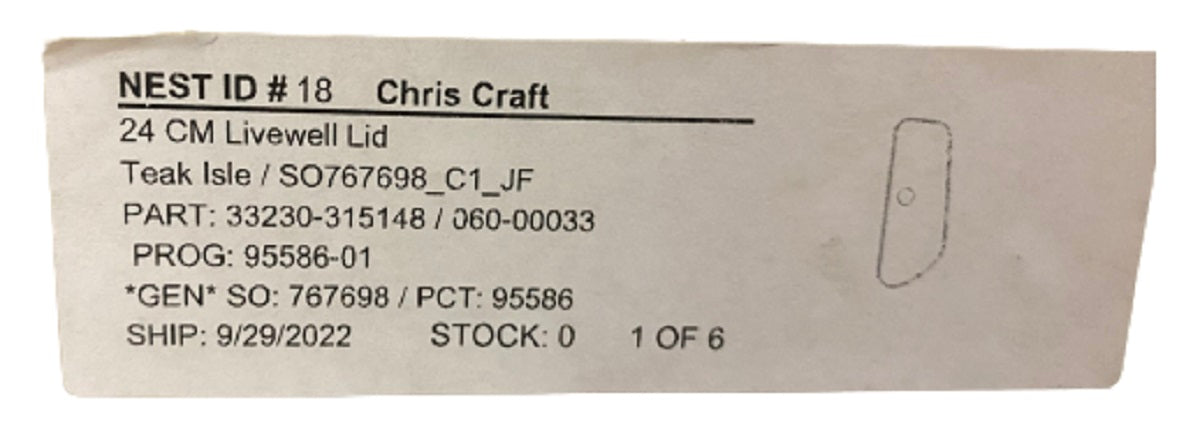 NEST ID # 18 Chris Craft
24 CM Livewell Lid
Teak Isle / SO767698_C1_JF
PART: 33230-315148 / 060-00033
PROG: 95586-01
*GEN* SO: 767698 / PCT: 95586
SHIP: 9/29/2022 STOCK: 0 1 OF 6